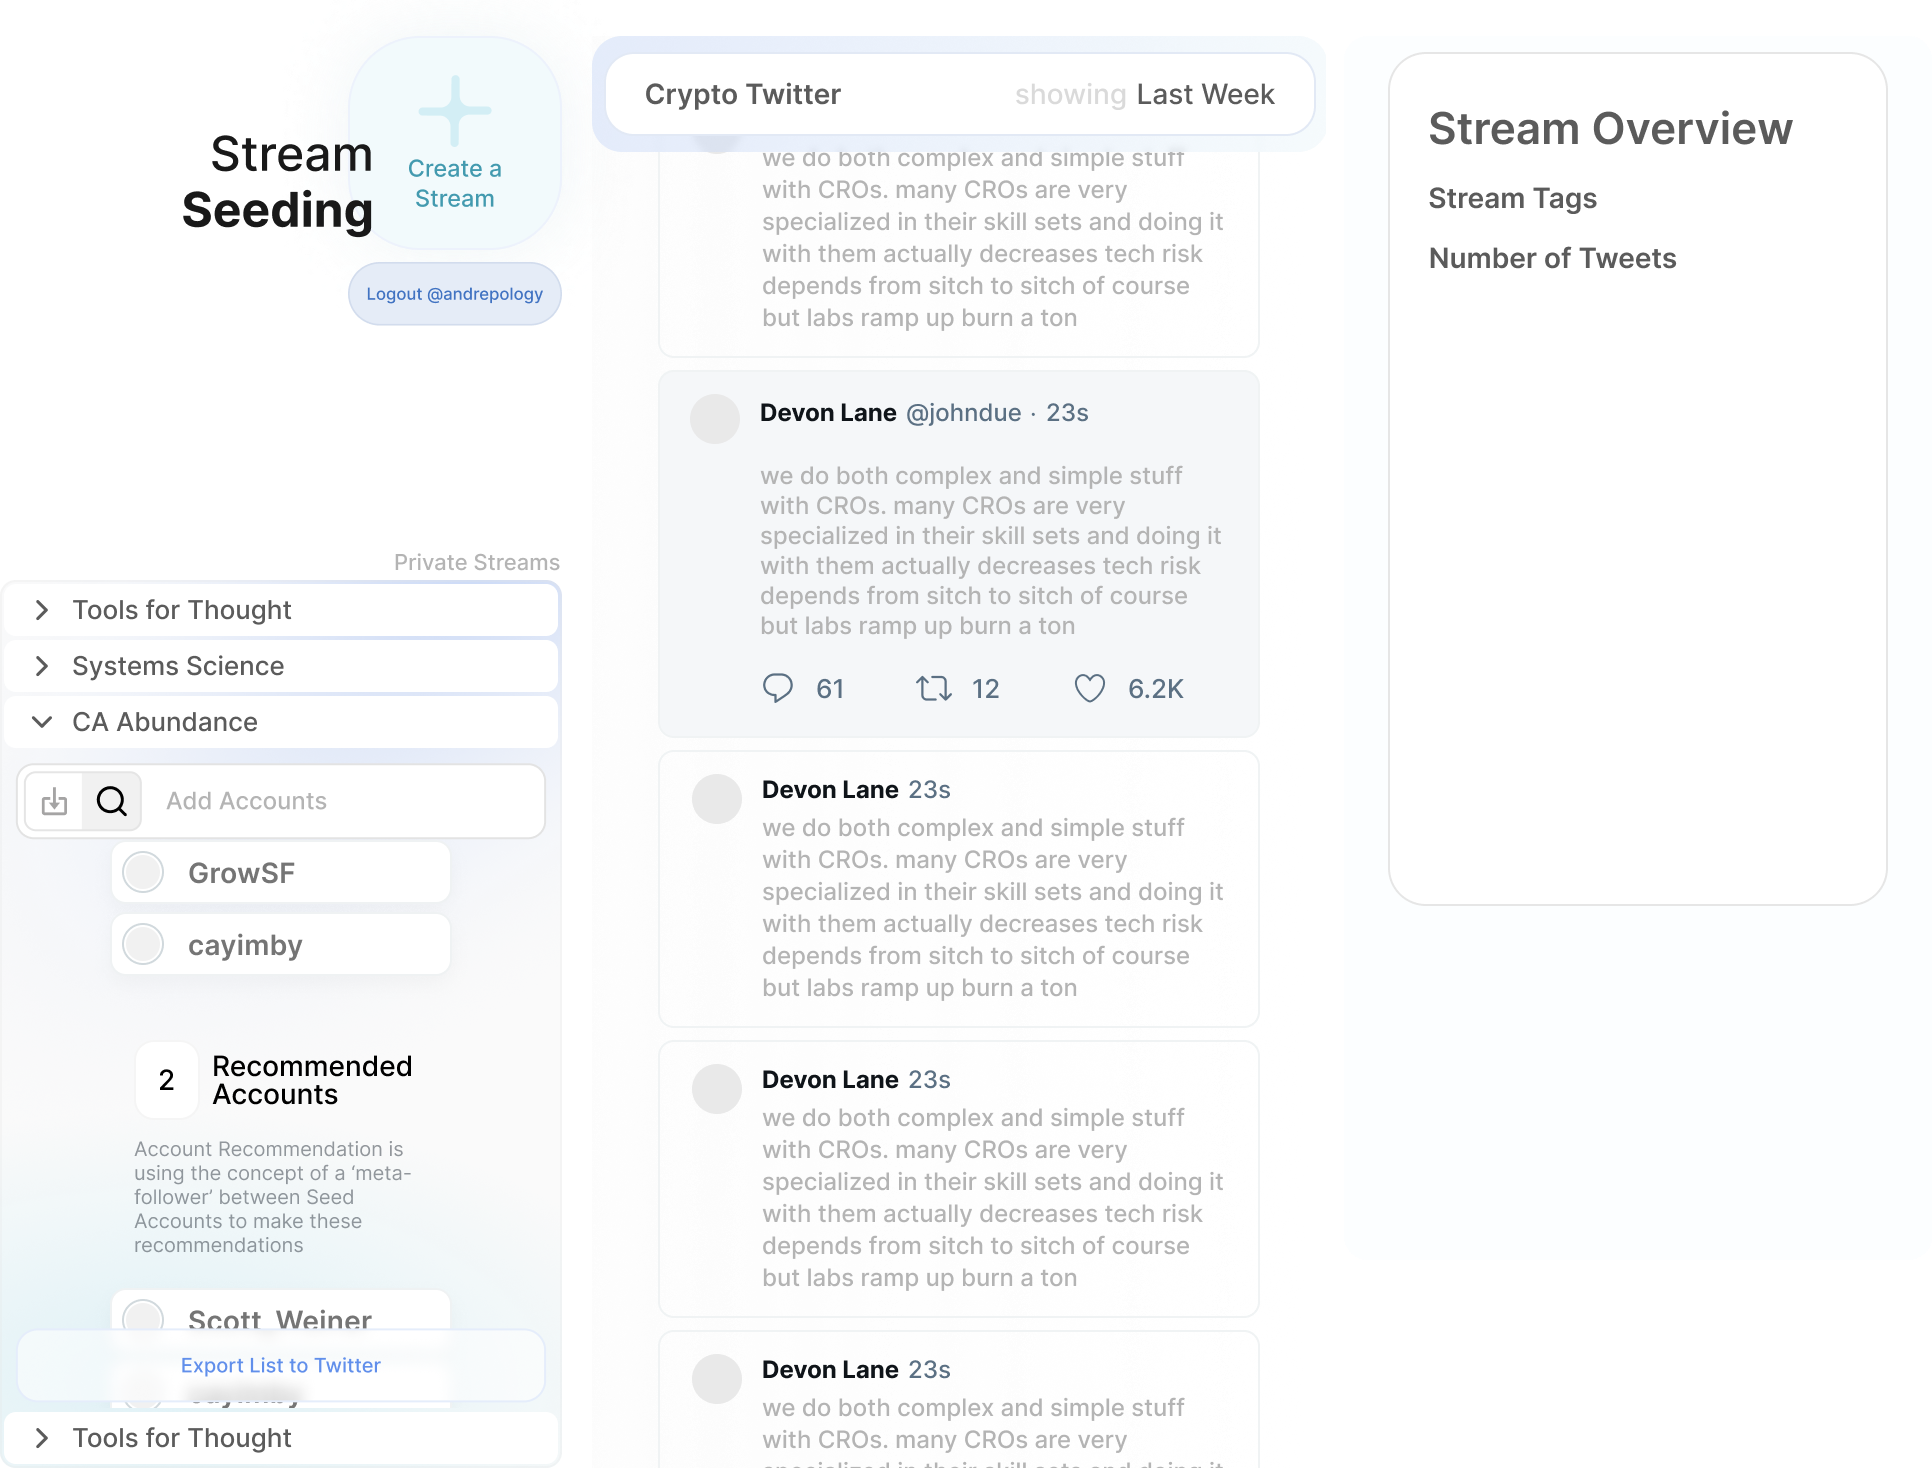 Stream
Seeding
Create a
Stream
Logout @andrepology
Private Streams
Tools for Thought
Systems Science
CA Abundance
Add Accounts
GrowSF
cayimby
2
Recommended
Accounts
Account Recommendation is
using the concept of a ‘meta-
follower’ between Seed
Accounts to make these
recommendations
Scott_Weiner
Export List to Twitter
cayimby
Tools for Thought
Crypto Twitter
showing Last Week
we do both complex and simple stuff
with CROs. many CROs are very
specialized in their skill sets and doing it
with them actually decreases tech risk
depends from sitch to sitch of course
but labs ramp up burn a ton
Devon Lane @johndue · 23s
we do both complex and simple stuff
with CROs. many CROs are very
specialized in their skill sets and doing it
with them actually decreases tech risk
depends from sitch to sitch of course
but labs ramp up burn a ton
61 12 6.2K
Devon Lane 23s
we do both complex and simple stuff
with CROs. many CROs are very
specialized in their skill sets and doing it
with them actually decreases tech risk
depends from sitch to sitch of course
but labs ramp up burn a ton
Devon Lane 23s
we do both complex and simple stuff
with CROs. many CROs are very
specialized in their skill sets and doing it
with them actually decreases tech risk
depends from sitch to sitch of course
but labs ramp up burn a ton
Devon Lane 23s
we do both complex and simple stuff
with CROs. many CROs are very
specialized in their skill sets and doing it
Stream Overview
Stream Tags
Number of Tweets